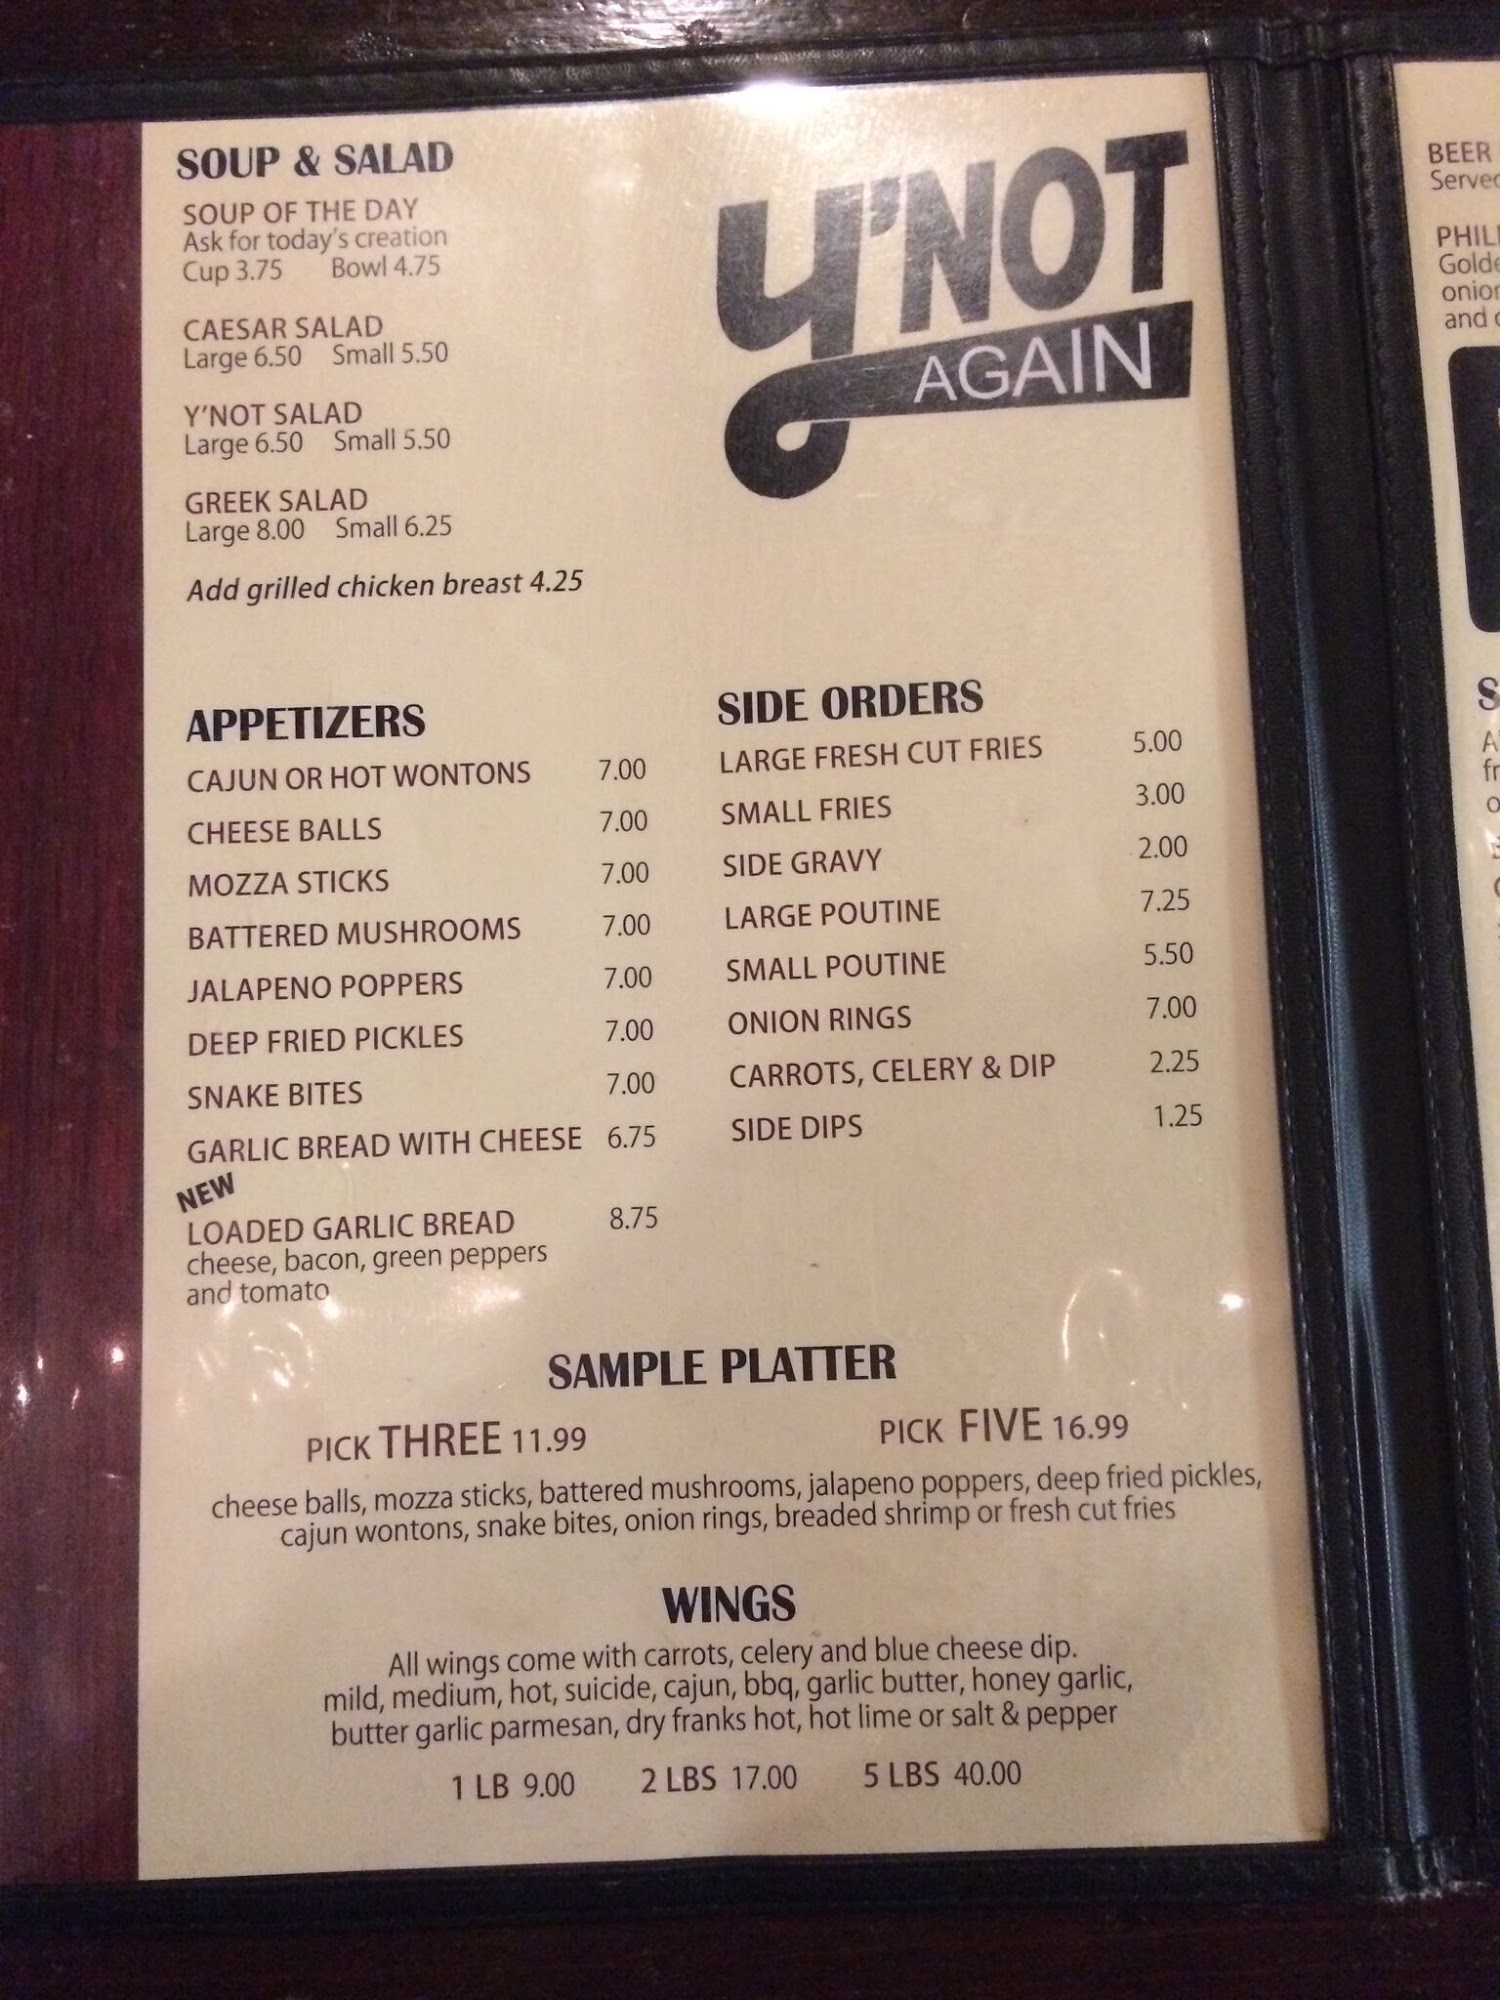 SOUP & SALAD
SOUP OF THE DAY
Ask for today's creation
Cup 3.75 Bowl 4.75
CAESAR SALAD
Large 6.50 Small 5.50
Y'NOT SALAD
Large 6.50 Small 5.50
GREEK SALAD
Large 8.00 Small 6.25
Add grilled chicken breast 4.25
Y'NOT
AGAIN
APPETIZERS
CAJUN OR HOT WONTONS 7.00
CHEESE BALLS 7.00
MOZZA STICKS 7.00
BATTERED MUSHROOMS 7.00
JALAPENO POPPERS 7.00
DEEP FRIED PICKLES 7.00
SNAKE BITES 7.00
GARLIC BREAD WITH CHEESE 6.75
NEW
LOADED GARLIC BREAD 8.75
cheese, bacon, green peppers
and tomato
SIDE ORDERS
LARGE FRESH CUT FRIES 5.00
SMALL FRIES 3.00
SIDE GRAVY 2.00
LARGE POUTINE 7.25
SMALL POUTINE 5.50
ONION RINGS 7.00
CARROTS, CELERY & DIP 2.25
SIDE DIPS 1.25
SAMPLE PLATTER
PICK THREE 11.99 PICK FIVE 16.99
cheese balls, mozza sticks, battered mushrooms, jalapeno poppers, deep fried pickles,
cajun wontons, snake bites, onion rings, breaded shrimp or fresh cut fries
WINGS
All wings come with carrots, celery and blue cheese dip.
mild, medium, hot, suicide, cajun, bbq, garlic butter, honey garlic,
butter garlic parmesan, dry franks hot, hot lime or salt & pepper
1 LB 9.00 2 LBS 17.00 5 LBS 40.00
BEER
and